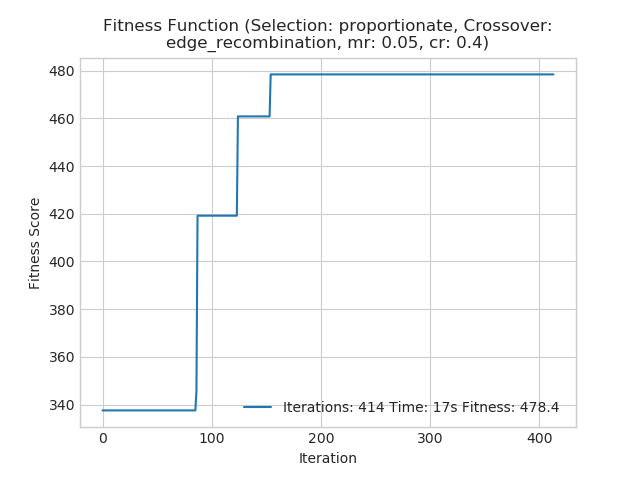 Fitness Function (Selection: proportionate, Crossover:
edge_recombination, mr: 0.05, cr: 0.4)
480
460
440
420
400
380
360
340
Fitness Score
Iterations: 414 Time: 17s Fitness: 478.4
0 100 200 300 400
Iteration